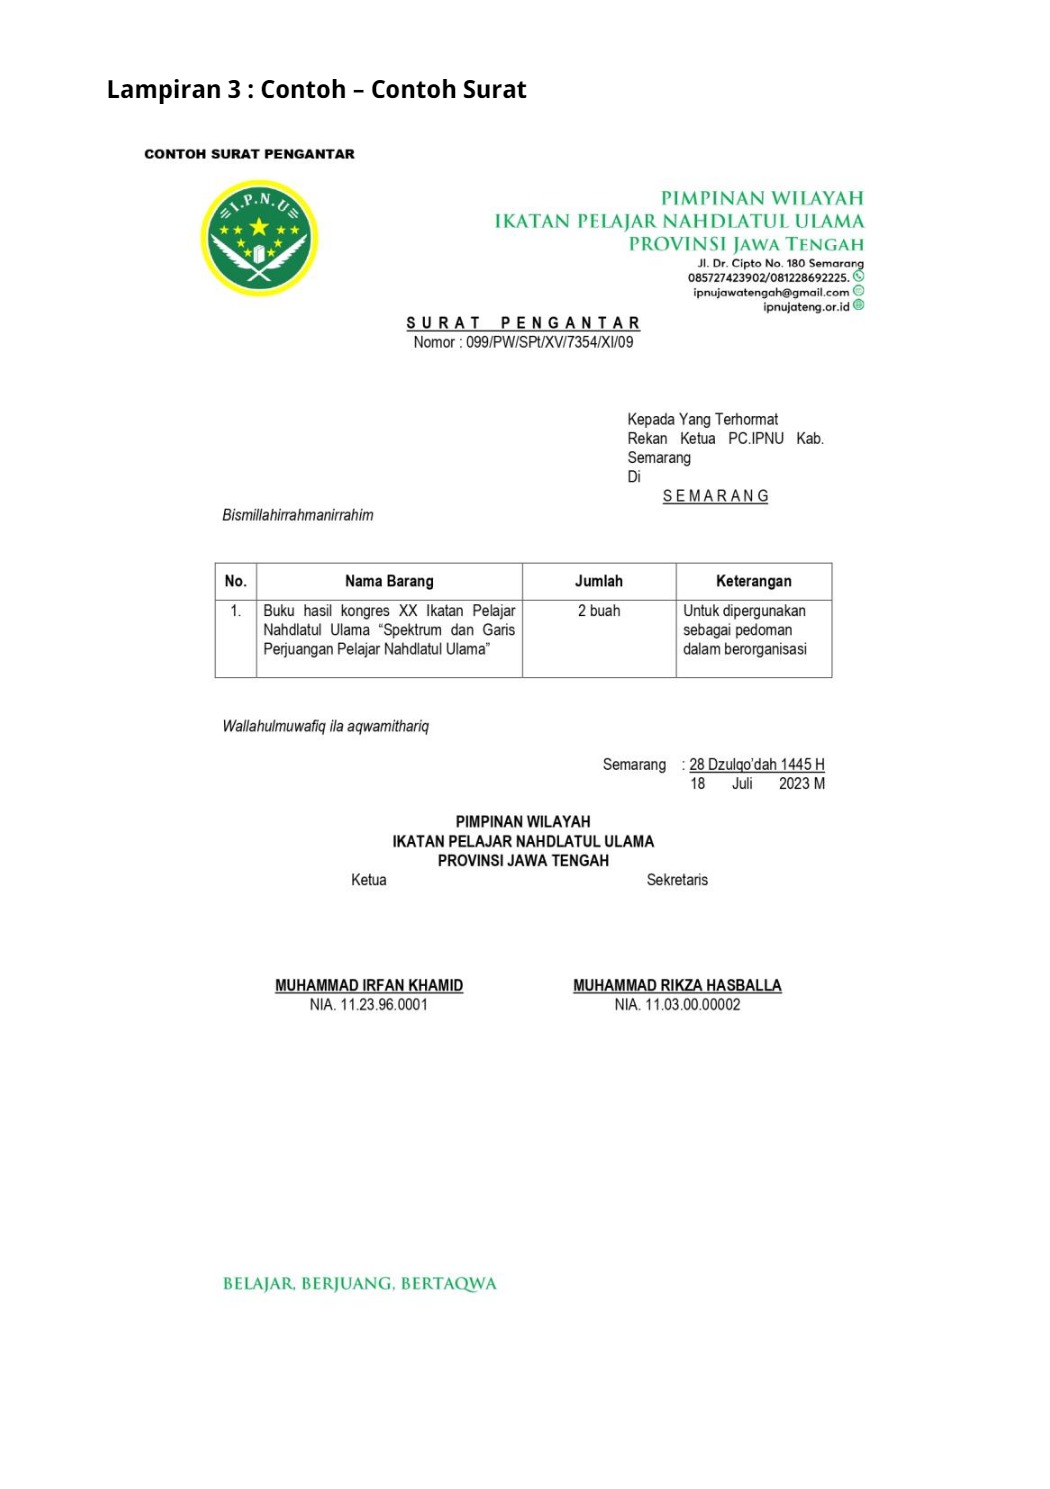 Lampiran 3 : Contoh – Contoh Surat
CONTOH SURAT PENGANTAR
I.P.N.U
PIMPINAN WILAYAH
IKATAN PELAJAR NAHDLATUL ULAMA
PROVINSI JAWA TENGAH
Jl. Dr. Cipto No. 180 Semarang
085727423902/081228692225.
ipnujawatengah@gmail.com
ipnujateng.or.id
SURAT PENGANTAR
Nomor : 099/PW/SPt/XV/7354/XI/09
Kepada Yang Terhormat
Rekan Ketua PC.IPNU Kab.
Semarang
Di
SEMARANG
Bismillahirrahmanirrahim
No. Nama Barang Jumlah Keterangan
1. Buku hasil kongres XX Ikatan Pelajar 2 buah Untuk dipergunakan
Nahdlatul Ulama “Spektrum dan Garis sebagai pedoman
Perjuangan Pelajar Nahdlatul Ulama” dalam berorganisasi
Wallahulmuwafiq ila aqwamithariq
Semarang : 28 Dzulqo’dah 1445 H
18 Juli 2023 M
PIMPINAN WILAYAH
IKATAN PELAJAR NAHDLATUL ULAMA
PROVINSI JAWA TENGAH
Ketua Sekretaris
MUHAMMAD IRFAN KHAMID MUHAMMAD RIKZA HASBALLA
NIA. 11.23.96.0001 NIA. 11.03.00.00002
BELAJAR, BERJUANG, BERTAQWA